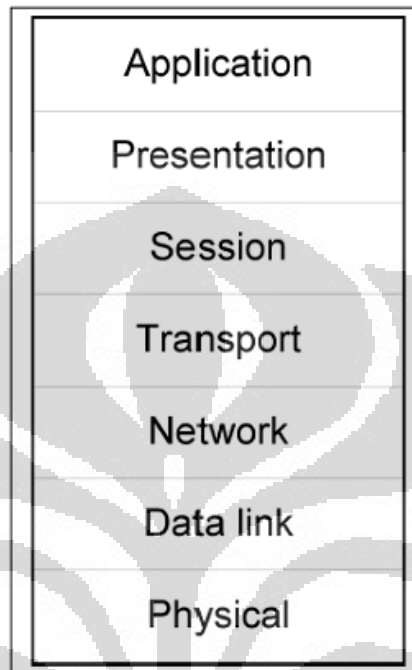 Application
Presentation
Session
Transport
Network
Data link
Physical